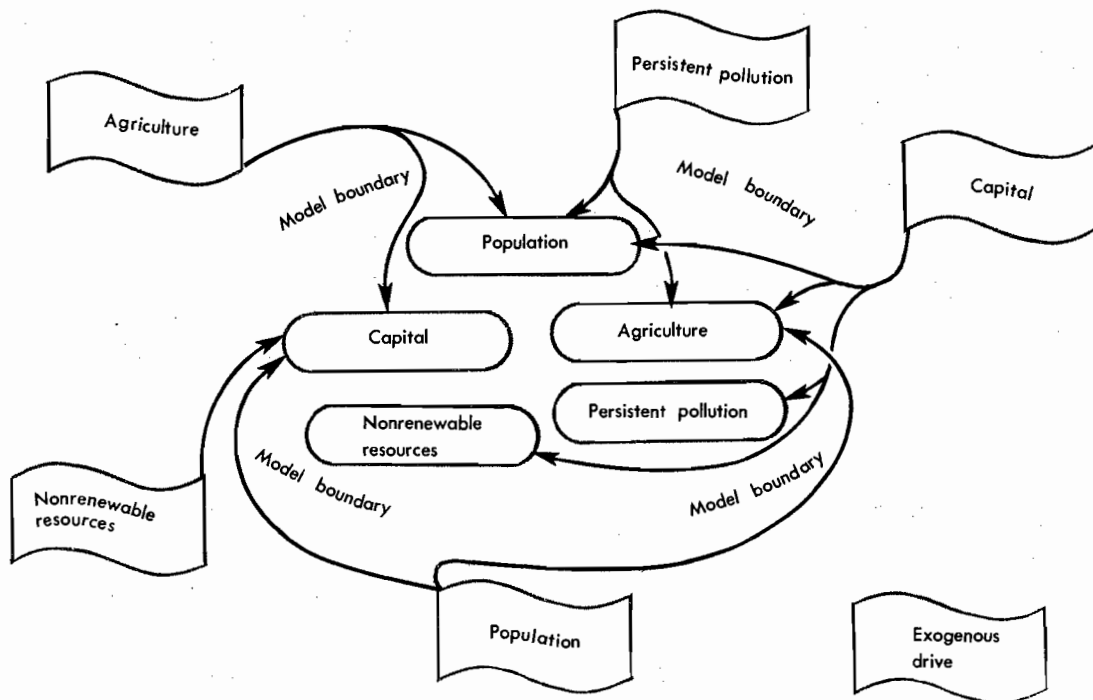 Persistent pollution
Agriculture
Model boundary
Model boundary
Capital
Population
Capital
Agriculture
Persistent pollution
Nonrenewable
resources
Model boundary
Model boundary
Nonrenewable
resources
Population
Exogenous
drive